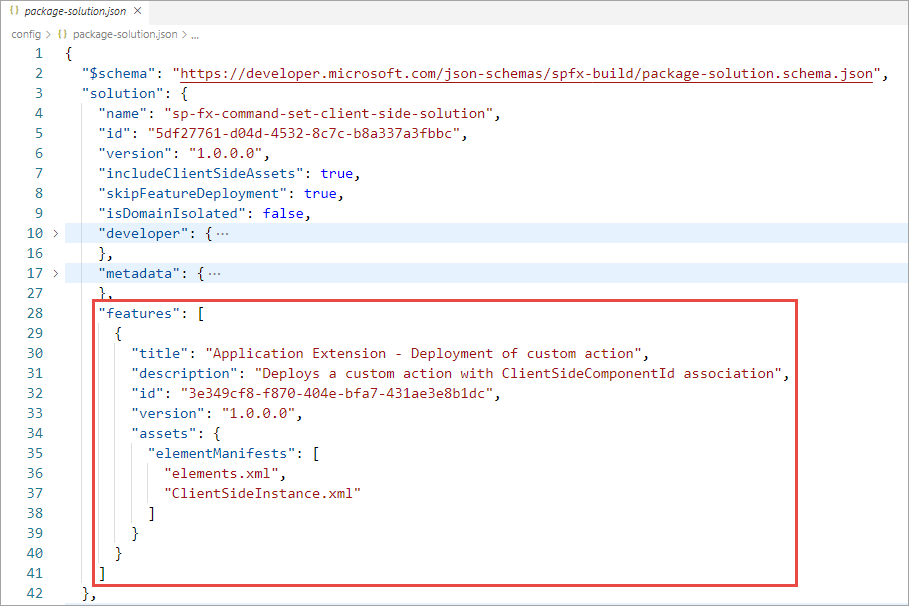 {} package-solution.json ×
config > {} package-solution.json > ...
1 {
2 "$schema": "https://developer.microsoft.com/json-schemas/spfx-build/package-solution.schema.json",
3 "solution": {
4 "name": "sp-fx-command-set-client-side-solution",
5 "id": "5df27761-d04d-4532-8c7c-b8a337a3fbbc",
6 "version": "1.0.0.0",
7 "includeClientSideAssets": true,
8 "skipFeatureDeployment": true,
9 "isDomainIsolated": false,
10 > "developer": { ...
16 },
17 > "metadata": { ...
27 },
28 "features": [
29 {
30 "title": "Application Extension - Deployment of custom action",
31 "description": "Deploys a custom action with ClientSideComponentId association",
32 "id": "3e349cf8-f870-404e-bfa7-431ae3e8b1dc",
33 "version": "1.0.0.0",
34 "assets": {
35 "elementManifests": [
36 "elements.xml",
37 "ClientSideInstance.xml"
38 ]
39 }
40 }
41 ]
42 },